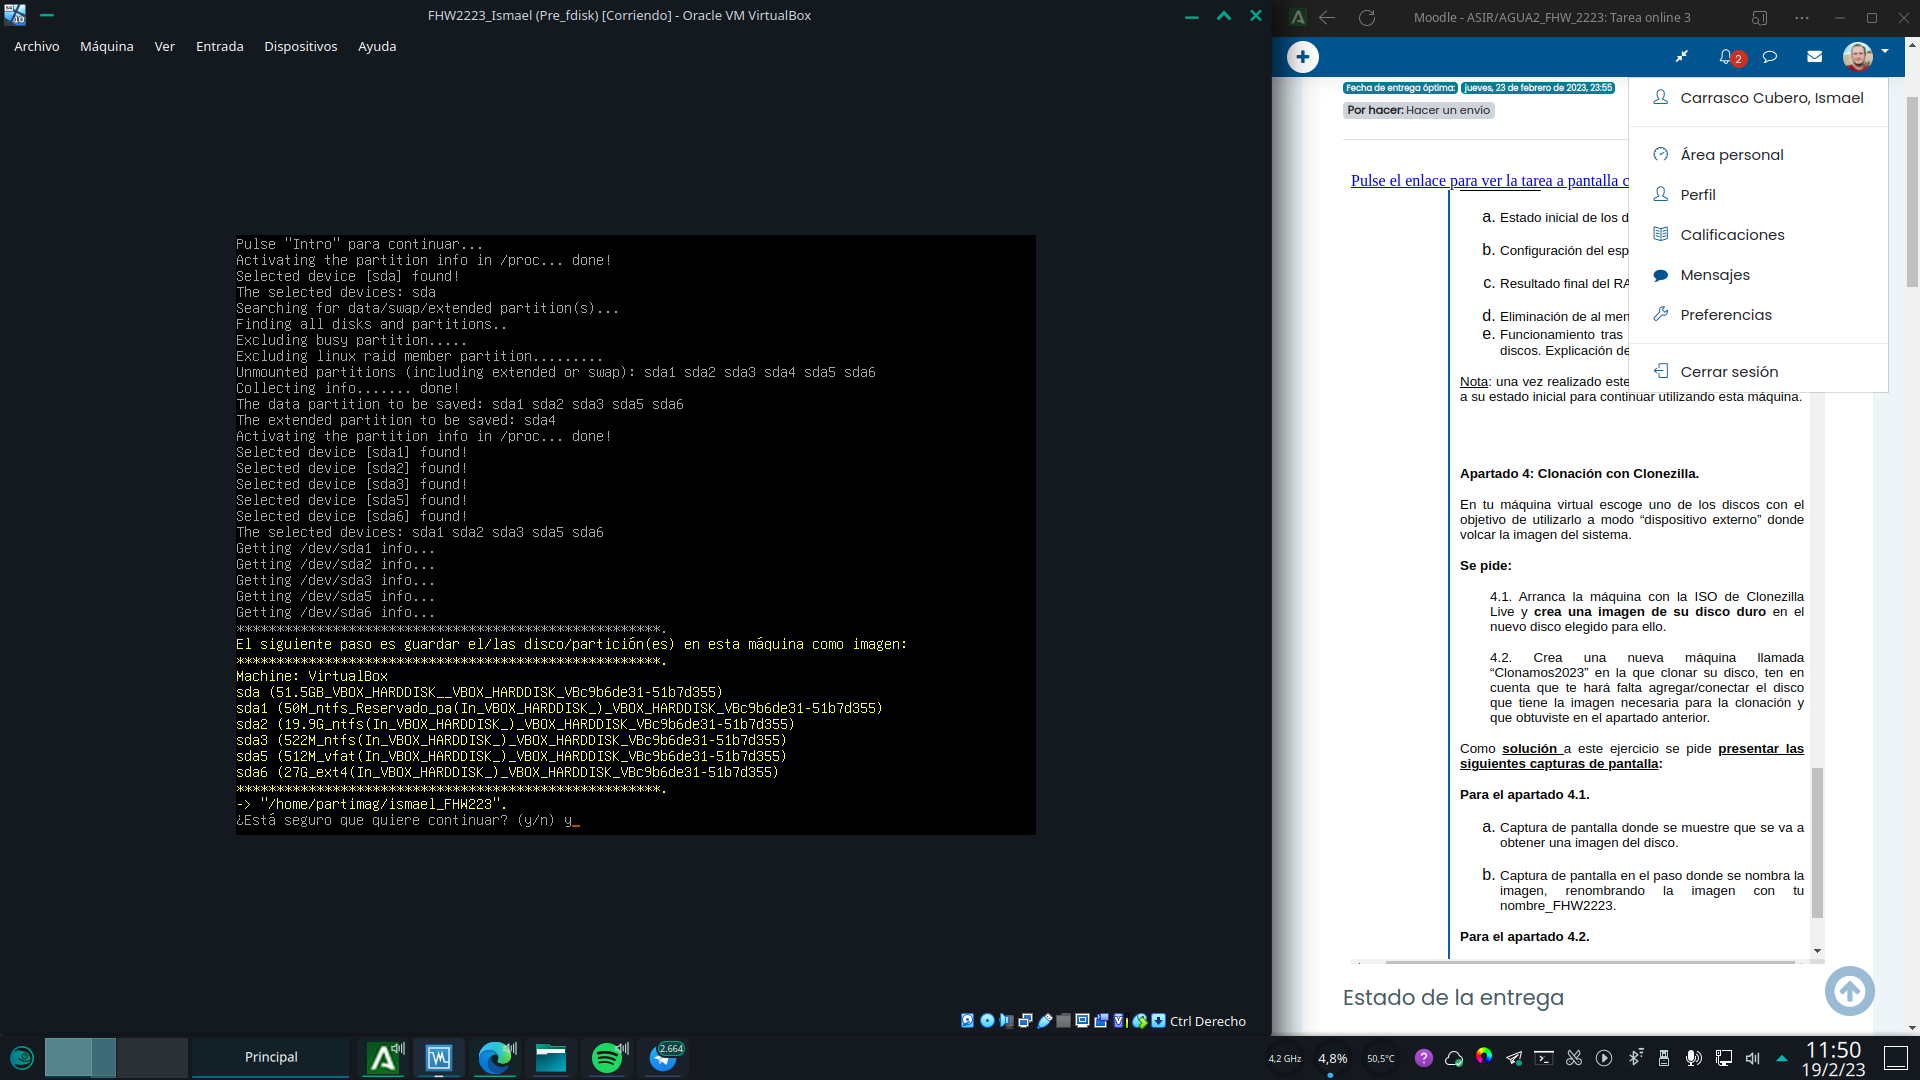 FHW2223_Ismael (Pre_fdisk) [Corriendo] - Oracle VM VirtualBox
Archivo Máquina Ver Entrada Dispositivos Ayuda
Pulse "Intro" para continuar...
Activating the partition info in /proc... done!
Selected device [sda] found!
The selected devices: sda
Searching for data/swap/extended partition(s)...
Finding all disks and partitions..
Excluding busy partition.....
Excluding linux raid member partition.........
Unmounted partitions (including extended or swap): sda1 sda2 sda3 sda4 sda5 sda6
Collecting info....... done!
The data partition to be saved: sda1 sda2 sda3 sda5 sda6
The extended partition to be saved: sda4
Activating the partition info in /proc... done!
Selected device [sda1] found!
Selected device [sda2] found!
Selected device [sda3] found!
Selected device [sda5] found!
Selected device [sda6] found!
The selected devices: sda1 sda2 sda3 sda5 sda6
Getting /dev/sda1 info...
Getting /dev/sda2 info...
Getting /dev/sda3 info...
Getting /dev/sda5 info...
Getting /dev/sda6 info...
*****************************************************.
El siguiente paso es guardar el/las disco/partición(es) en esta máquina como imagen:
*****************************************************.
Machine: VirtualBox
sda (51.5GB_VBOX_HARDDISK__VBOX_HARDDISK_VBc9b6de31-51b7d355)
sda1 (50M_ntfs_Reservado_pa(In_VBOX_HARDDISK_)_VBOX_HARDDISK_VBc9b6de31-51b7d355)
sda2 (19.9G_ntfs(In_VBOX_HARDDISK_)_VBOX_HARDDISK_VBc9b6de31-51b7d355)
sda3 (522M_ntfs(In_VBOX_HARDDISK_)_VBOX_HARDDISK_VBc9b6de31-51b7d355)
sda5 (512M_vfat(In_VBOX_HARDDISK_)_VBOX_HARDDISK_VBc9b6de31-51b7d355)
sda6 (27G_ext4(In_VBOX_HARDDISK_)_VBOX_HARDDISK_VBc9b6de31-51b7d355)
*****************************************************.
-> "/home/partimag/ismael_FHW223".
¿Está seguro que quiere continuar? (y/n) y_
Ctrl Derecho
Moodle - ASIR/AGUA2_FHW_2223: Tarea online 3
2
Fecha de entrega óptima: jueves, 23 de febrero de 2023, 23:55
Por hacer: Hacer un envío
Carrasco Cubero, Ismael
Área personal
Perfil
Calificaciones
Mensajes
Preferencias
Cerrar sesión
Pulse el enlace para ver la tarea a pantalla c
a. Estado inicial de los d
b. Configuración del esp
c. Resultado final del RA
d. Eliminación de al men
e. Funcionamiento tras
discos. Explicación de
Nota: una vez realizado este
a su estado inicial para continuar utilizando esta máquina.
Apartado 4: Clonación con Clonezilla.
En tu máquina virtual escoge uno de los discos con el
objetivo de utilizarlo a modo “dispositivo externo” donde
volcar la imagen del sistema.
Se pide:
4.1. Arranca la máquina con la ISO de Clonezilla
Live y crea una imagen de su disco duro en el
nuevo disco elegido para ello.
4.2. Crea una nueva máquina llamada
“Clonamos2023” en la que clonar su disco, ten en
cuenta que te hará falta agregar/conectar el disco
que tiene la imagen necesaria para la clonación y
que obtuviste en el apartado anterior.
Como solución a este ejercicio se pide presentar las
siguientes capturas de pantalla:
Para el apartado 4.1.
a. Captura de pantalla donde se muestre que se va a
obtener una imagen del disco.
b. Captura de pantalla en el paso donde se nombra la
imagen, renombrando la imagen con tu
nombre_FHW2223.
Para el apartado 4.2.
Estado de la entrega
Principal
2.664
4,2 GHz
4,8%
50,5°C
11:50
19/2/23